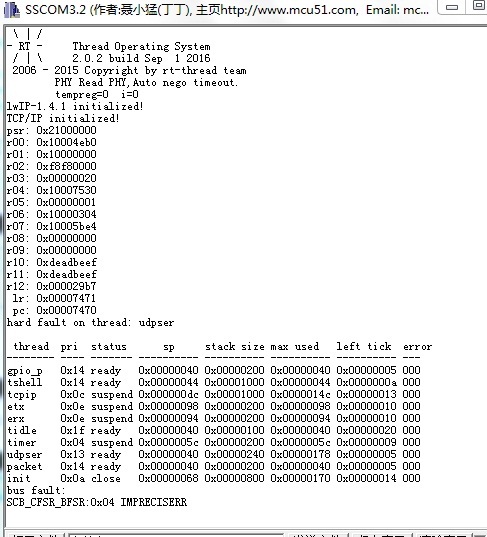 SSCOM3.2 (作者:聂小猛(丁丁), 主页http://www.mcu51.com,  Email: mc...
 \ | /
- RT -     Thread Operating System
 / | \     2.0.2 build Sep  1 2016
 2006 - 2015 Copyright by rt-thread team
        PHY Read PHY,Auto nego timeout.
        tempreg=0  i=0
lwIP-1.4.1 initialized!
TCP/IP initialized!
psr: 0x21000000
r00: 0x10004eb0
r01: 0x10000000
r02: 0xf8f80000
r03: 0x00000020
r04: 0x10007530
r05: 0x00000001
r06: 0x10000304
r07: 0x10005be4
r08: 0x00000000
r09: 0x00000000
r10: 0xdeadbeef
r11: 0xdeadbeef
r12: 0x000029b7
 lr: 0x00007471
 pc: 0x00007470
hard fault on thread: udpser
 thread  pri  status      sp     stack size max used   left tick  error
-------- ---- ------- ---------- ---------- ---------- ---------- ---
gpio_p   0x14 ready   0x00000040 0x00000200 0x00000040 0x00000005 000
tshell   0x14 ready   0x00000044 0x00001000 0x00000044 0x0000000a 000
tcpip    0x0c suspend 0x000000dc 0x00001000 0x0000014c 0x00000013 000
etx      0x0e suspend 0x00000098 0x00000200 0x00000098 0x00000010 000
erx      0x0e suspend 0x00000094 0x00000200 0x00000094 0x00000010 000
tidle    0x1f ready   0x00000040 0x00000100 0x00000040 0x00000020 000
timer    0x04 suspend 0x0000005c 0x00000200 0x0000005c 0x00000009 000
udpser   0x13 ready   0x00000040 0x00000240 0x00000178 0x00000005 000
packet   0x14 ready   0x00000040 0x00000200 0x00000040 0x00000005 000
init     0x0a close   0x00000068 0x00000800 0x00000170 0x00000014 000
bus fault:
SCB_CFSR_BFSR:0x04 IMPRECISERR